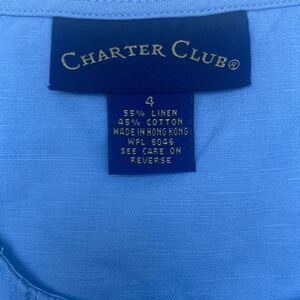 CHARTER CLUB®
4
55% LINEN
45% COTTON
MADE IN HONG KONG
WPL 8046
SEE CARE ON
REVERSE